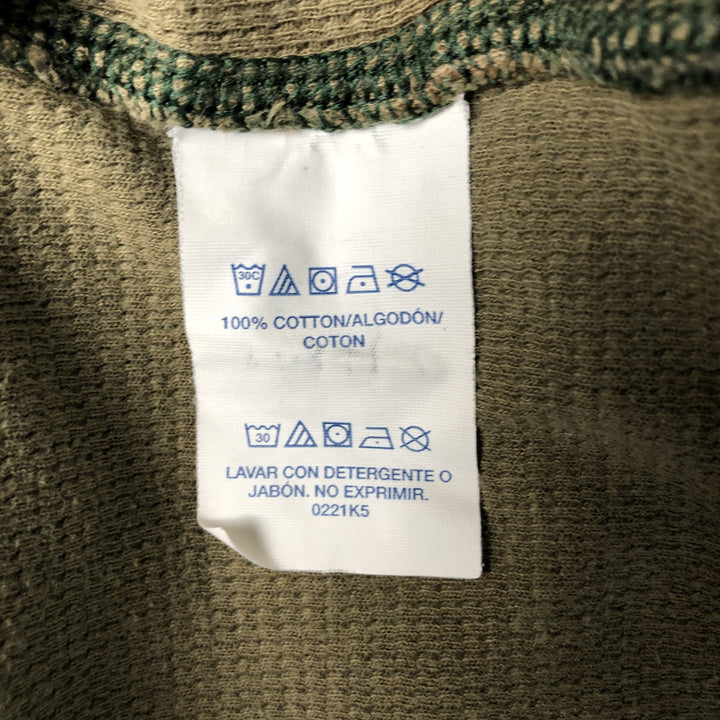 30C
100% COTTON/ALGODÓN/
COTON
30
LAVAR CON DETERGENTE O
JABÓN. NO EXPRIMIR.
0221K5